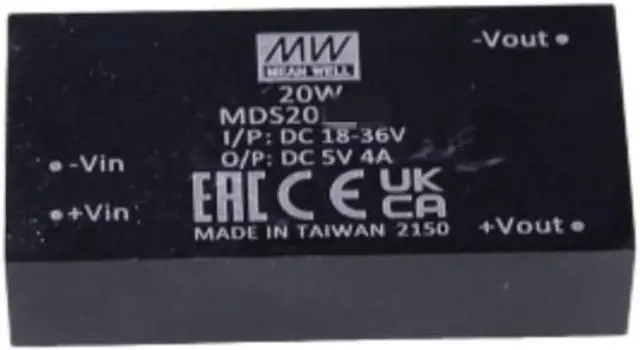 MW
MEAN WELL
20W
MDS20
I/P: DC 18-36V
O/P: DC 5V 4A
-Vout
-Vin
+Vin
EAC CE UK CA
MADE IN TAIWAN 2150
+Vout